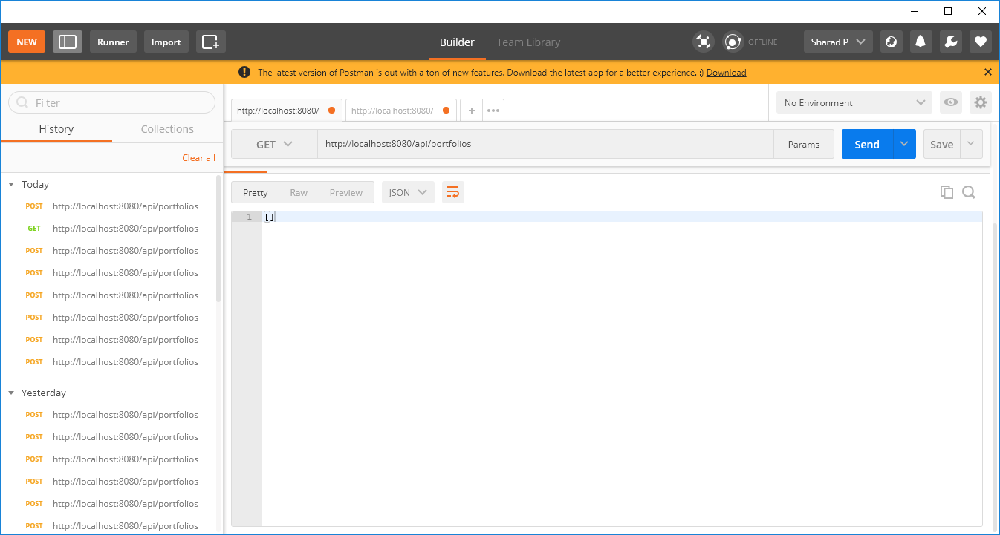 NEW Runner Import Builder Team Library OFFLINE Sharad P
The latest version of Postman is out with a ton of new features. Download the latest app for a better experience. :) Download
Filter
History Collections
Clear all
Today
POST http://localhost:8080/api/portfolios
GET http://localhost:8080/api/portfolios
POST http://localhost:8080/api/portfolios
POST http://localhost:8080/api/portfolios
POST http://localhost:8080/api/portfolios
POST http://localhost:8080/api/portfolios
POST http://localhost:8080/api/portfolios
POST http://localhost:8080/api/portfolios
Yesterday
POST http://localhost:8080/api/portfolios
POST http://localhost:8080/api/portfolios
POST http://localhost:8080/api/portfolios
POST http://localhost:8080/api/portfolios
POST http://localhost:8080/api/portfolios
POST http://localhost:8080/api/portfolios
http://localhost:8080/ http://localhost:8080/ + ••• No Environment
GET http://localhost:8080/api/portfolios Params Send Save
Pretty Raw Preview JSON
1 []